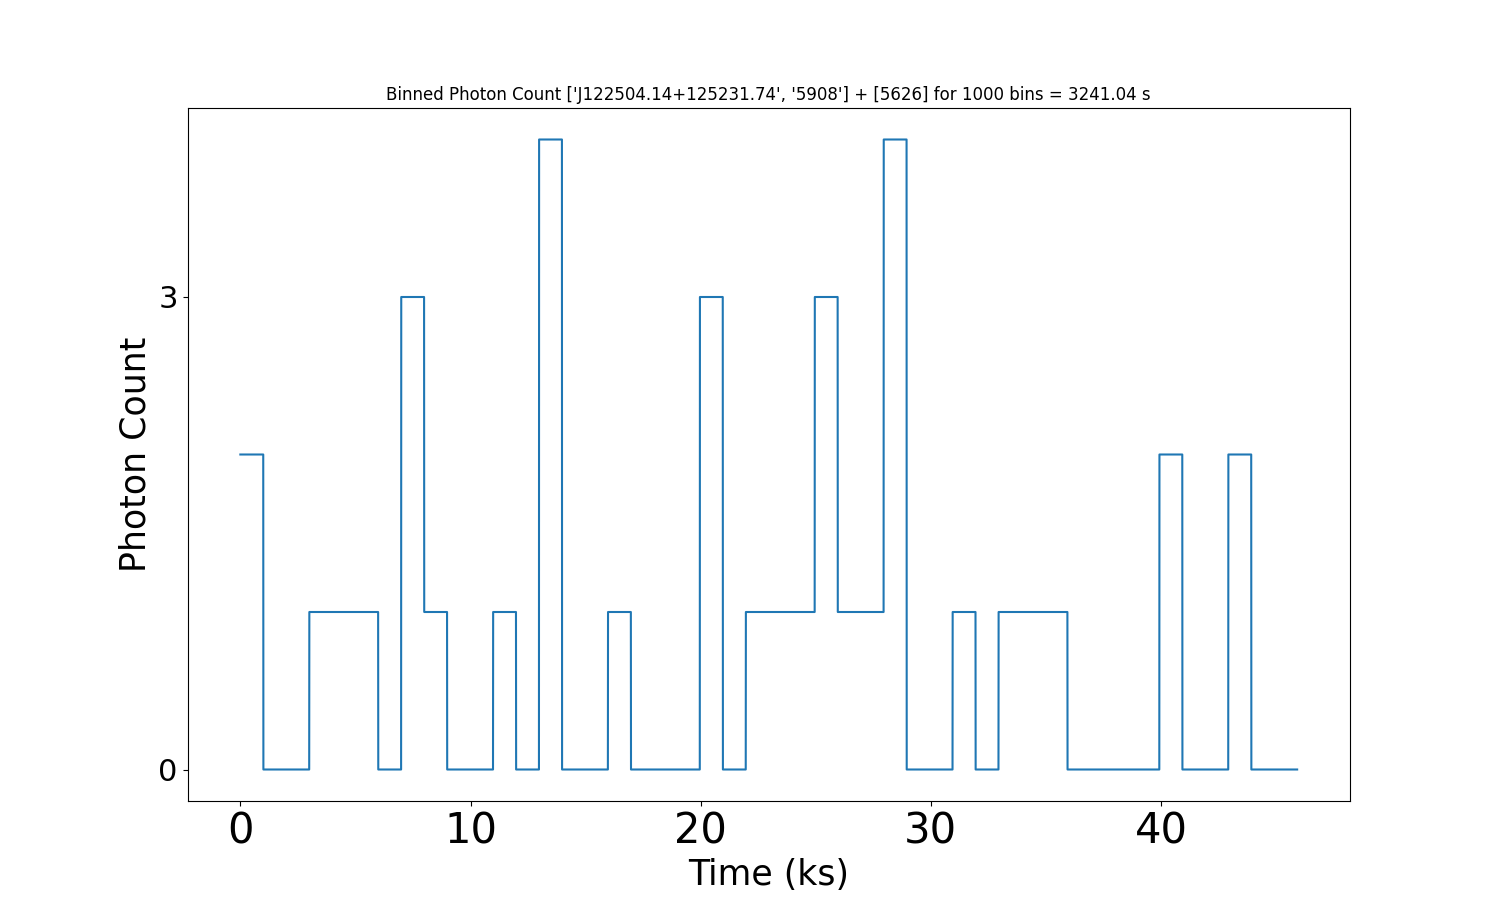 Binned Photon Count ['J122504.14+125231.74', '5908'] + [5626] for 1000 bins = 3241.04 s
3
Photon Count
0
0 10 20 30 40
Time (ks)